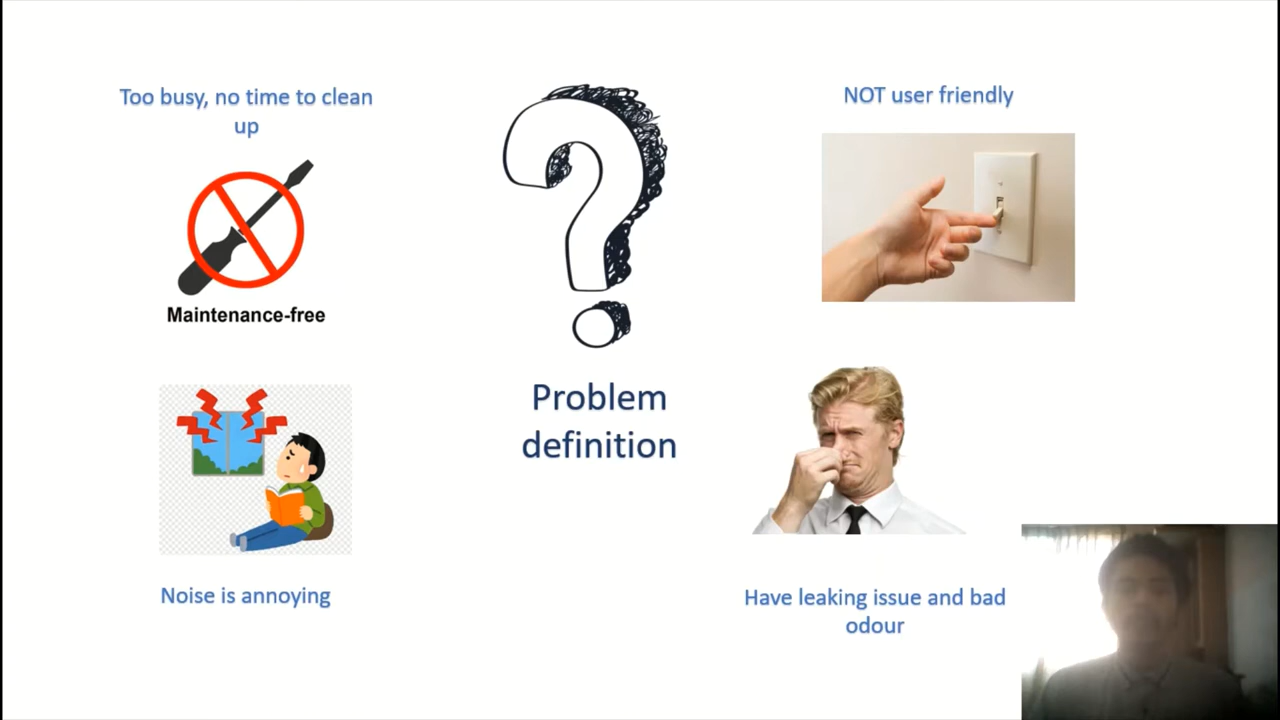 Too busy, no time to clean
up
Maintenance-free
Noise is annoying
Problem
definition
NOT user friendly
Have leaking issue and bad
odour